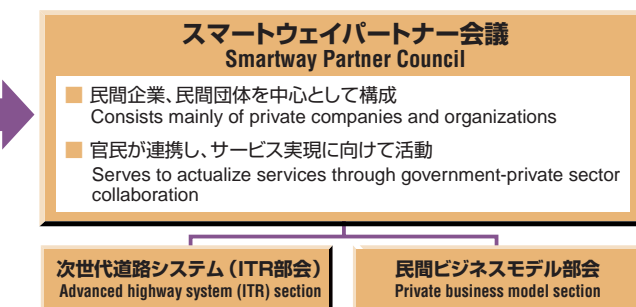 スマートウェイパートナー会議
Smartway Partner Council
■ 民間企業、民間団体を中心として構成
Consists mainly of private companies and organizations
■ 官民が連携し、サービス実現に向けて活動
Serves to actualize services through government-private sector
collaboration
次世代道路システム（ITR部会）
Advanced highway system (ITR) section
民間ビジネスモデル部会
Private business model section